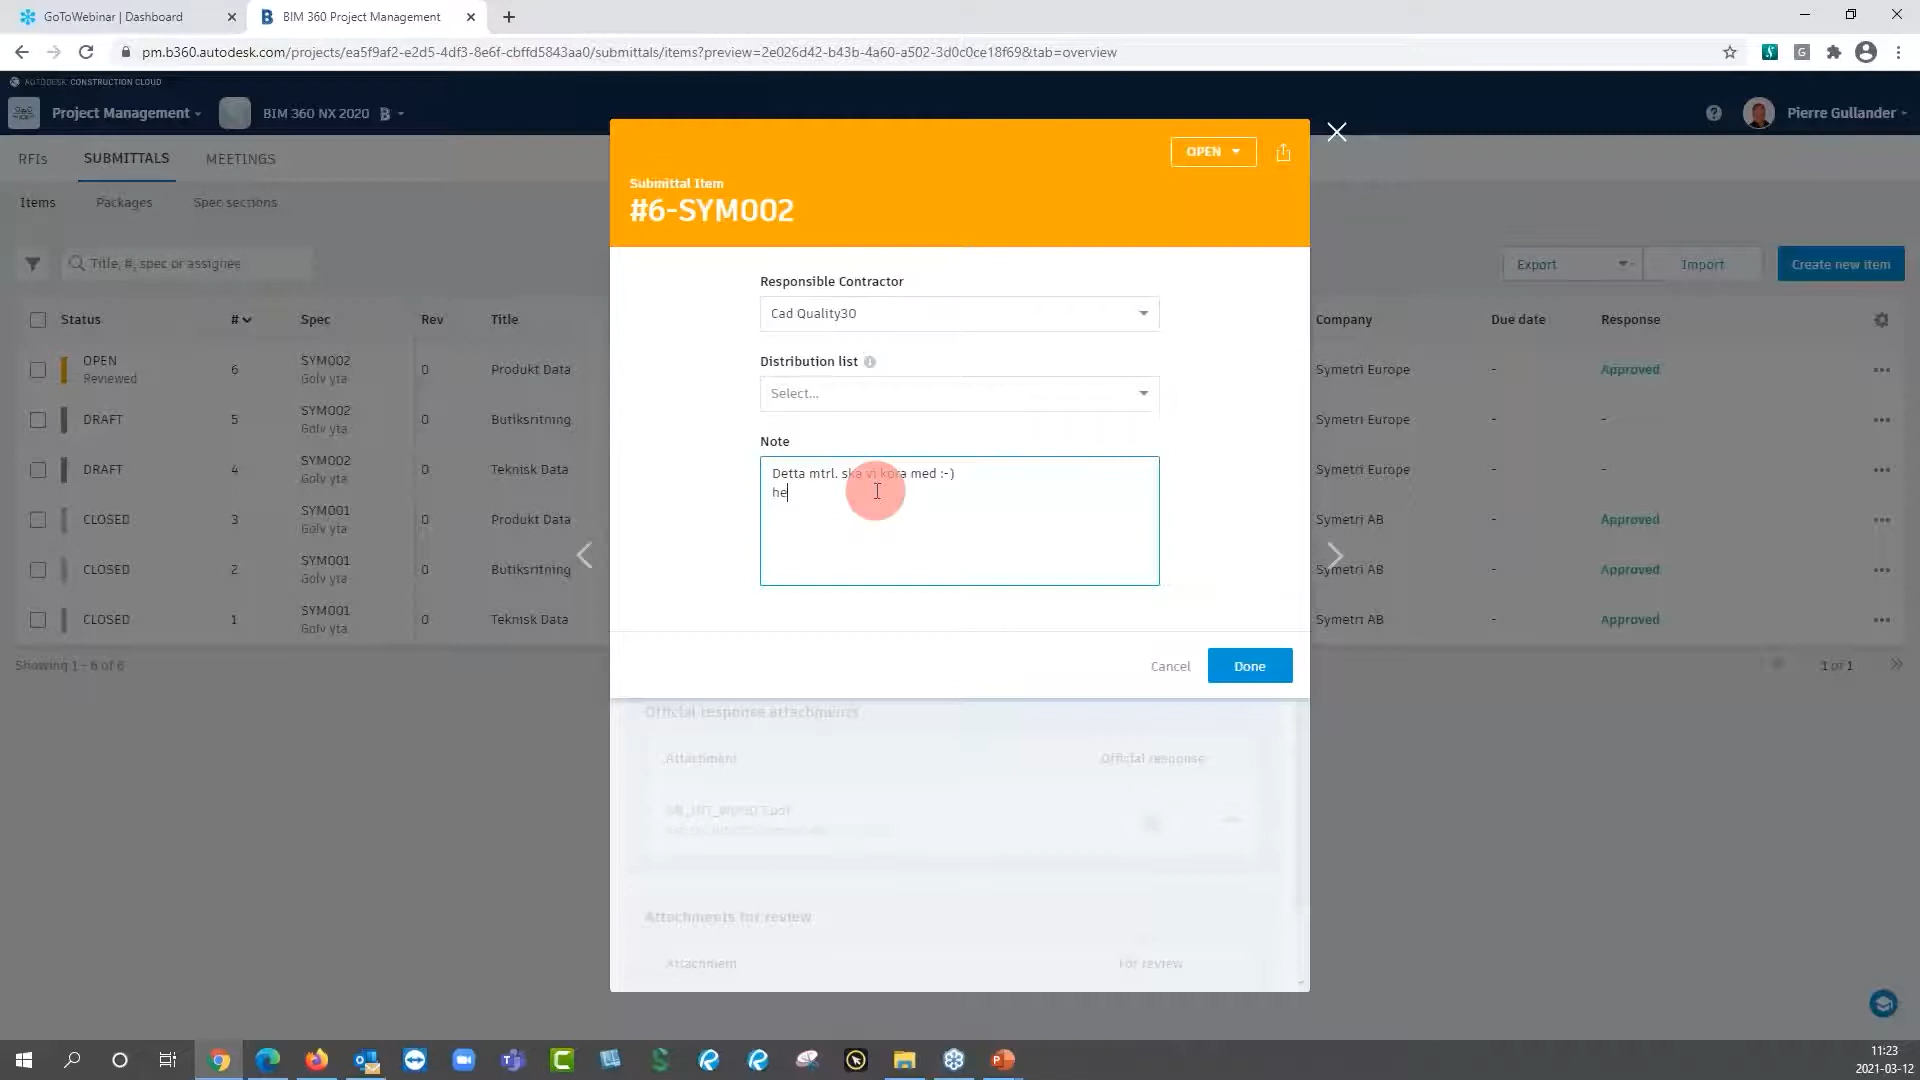 GoToWebinar | Dashboard
BIM 360 Project Management
pm.b360.autodesk.com/projects/ea5f9af2-e2d5-4df3-8e6f-cbffd5843aa0/submittals/items?preview=2e026d42-b43b-4a60-a502-3d0c0ce18f69&tab=overview
AUTODESK CONSTRUCTION CLOUD
Project Management
BIM 360 NX 2020
Pierre Gullander
RFIs
SUBMITTALS
MEETINGS
Items
Packages
Spec sections
Title, #, spec or assignee
Export
Import
Create new item
OPEN
Submittal Item
#6-SYM002
Responsible Contractor
Cad Quality30
Distribution list
Select...
Note
Detta mtrl. ska vi köra med :-)
he
Cancel
Done
Status # Spec Rev Title Company Due date Response
OPEN
Reviewed
6
SYM002
Golv yta
0
Produkt Data
Symetri Europe
-
Approved
DRAFT
5
SYM002
Golv yta
0
Butiksritning
Symetri Europe
-
-
DRAFT
4
SYM002
Golv yta
0
Teknisk Data
Symetri Europe
-
-
CLOSED
3
SYM001
Golv yta
0
Produkt Data
Symetri AB
-
Approved
CLOSED
2
SYM001
Golv yta
0
Butiksritning
Symetri AB
-
Approved
CLOSED
1
SYM001
Golv yta
0
Teknisk Data
Symetri AB
-
Approved
Showing 1 - 6 of 6
1 of 1
Official response attachments
Attachment
Official response
Attachments for review
Attachment
For review
11:23
2021-03-12